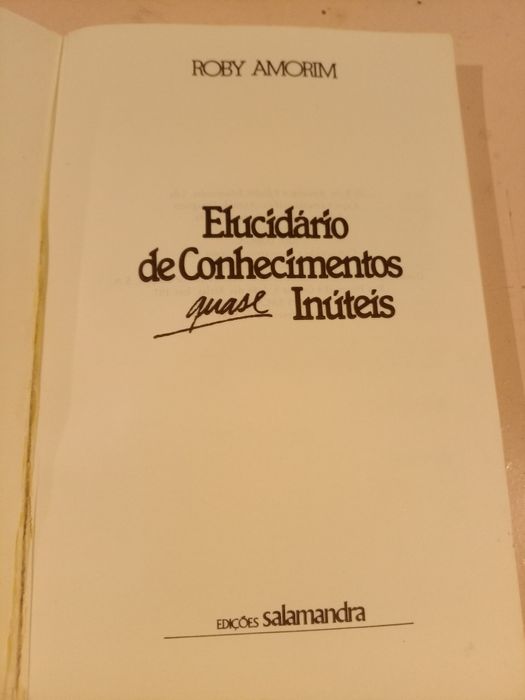 ROBY AMORIM
Elucidário
de Conhecimentos
quase Inúteis
EDIÇÕES salamandra